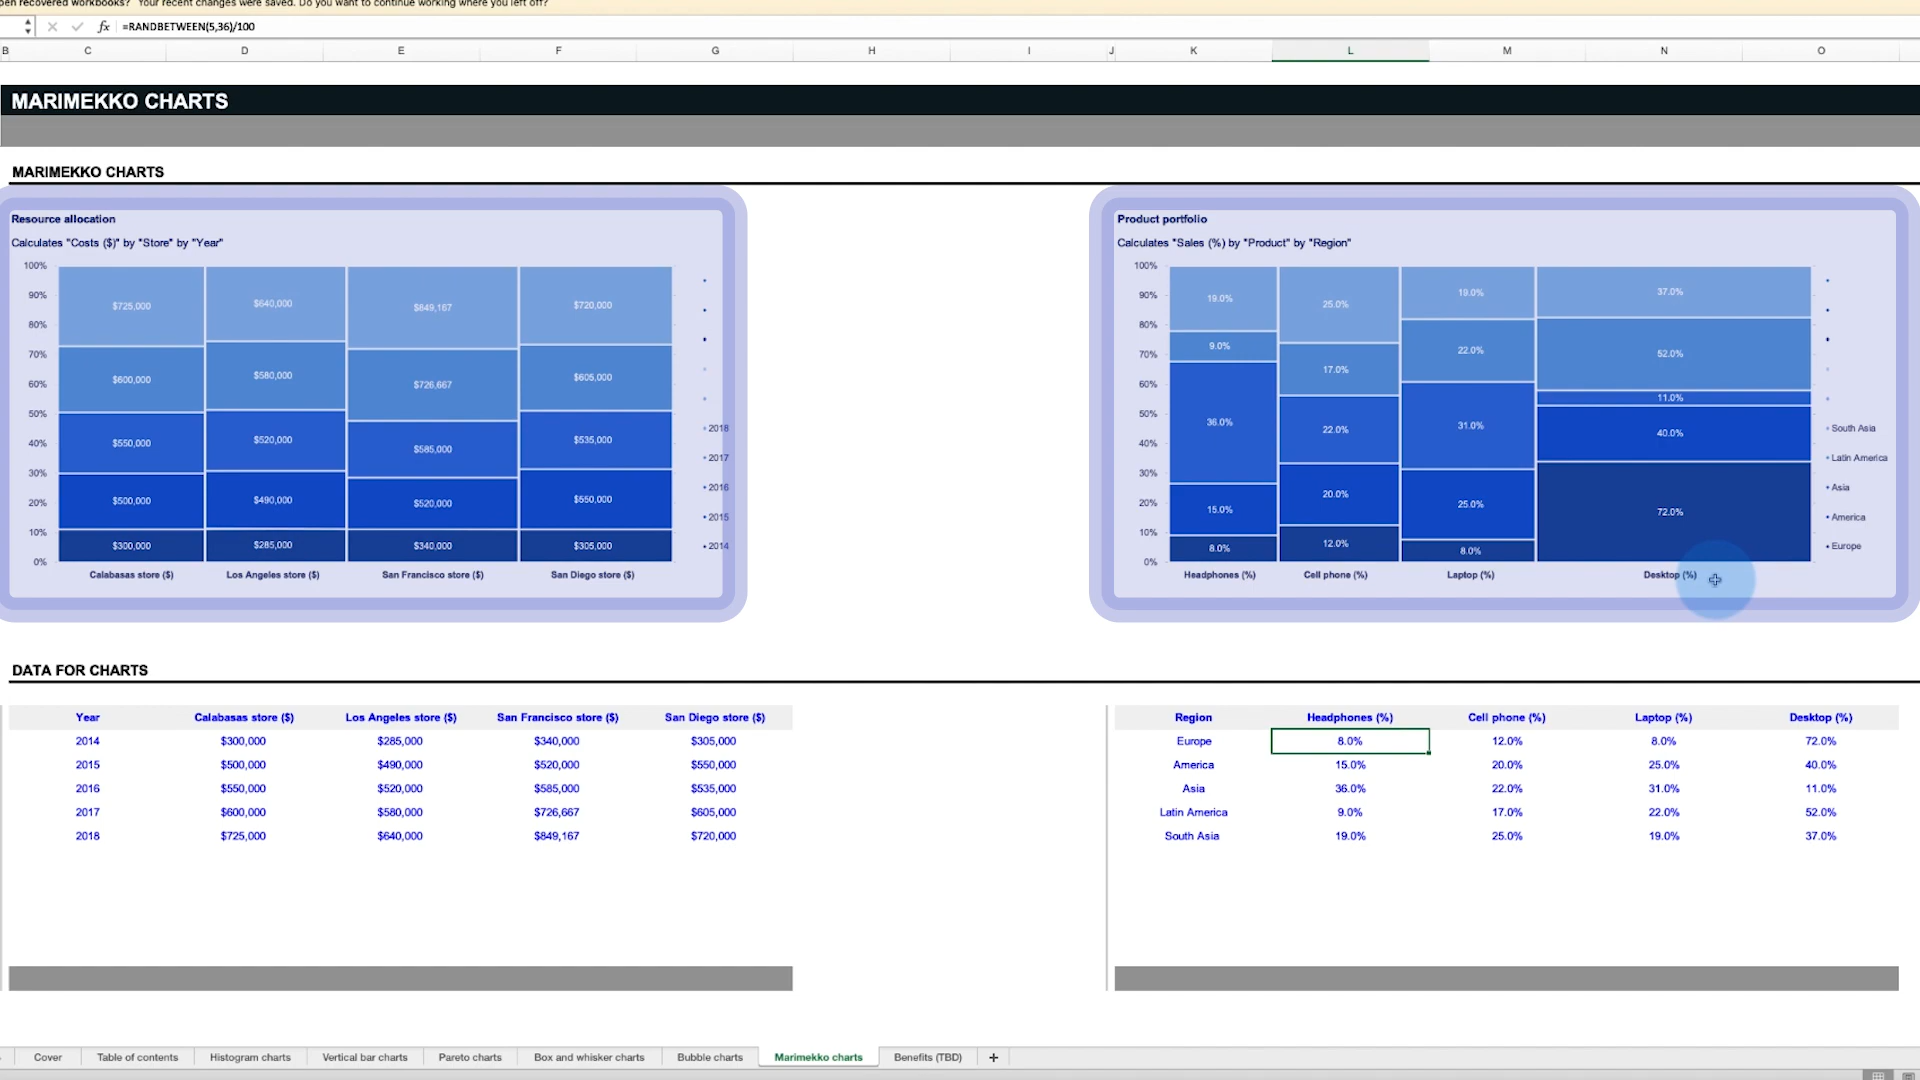 pen recovered workbooks? Your recent changes were saved. Do you want to continue working where you left off?
fx =RANDBETWEEN(5,36)/100
B C D E F G H I J K L M N O
MARIMEKKO CHARTS
MARIMEKKO CHARTS
Resource allocation
Calculates "Costs ($)" by "Store" by "Year"
100%
90%
80%
70%
60%
50%
40%
30%
20%
10%
0%
$725,000 $640,000 $849,167 $720,000
$600,000 $580,000 $726,667 $605,000
$550,000 $520,000 $585,000 $535,000
$500,000 $490,000 $520,000 $550,000
$300,000 $285,000 $340,000 $305,000
Calabasas store ($) Los Angeles store ($) San Francisco store ($) San Diego store ($)
2018
2017
2016
2015
2014
Product portfolio
Calculates "Sales (%) by "Product" by "Region"
100%
90%
80%
70%
60%
50%
40%
30%
20%
10%
0%
19.0% 25.0% 19.0% 37.0%
9.0% 17.0% 22.0% 52.0%
36.0% 22.0% 31.0% 11.0%
15.0% 20.0% 25.0% 40.0%
8.0% 12.0% 8.0% 72.0%
Headphones (%) Cell phone (%) Laptop (%) Desktop (%)
South Asia
Latin America
Asia
America
Europe
DATA FOR CHARTS
Year Calabasas store ($) Los Angeles store ($) San Francisco store ($) San Diego store ($)
2014 $300,000 $285,000 $340,000 $305,000
2015 $500,000 $490,000 $520,000 $550,000
2016 $550,000 $520,000 $585,000 $535,000
2017 $600,000 $580,000 $726,667 $605,000
2018 $725,000 $640,000 $849,167 $720,000
Region Headphones (%) Cell phone (%) Laptop (%) Desktop (%)
Europe 8.0% 12.0% 8.0% 72.0%
America 15.0% 20.0% 25.0% 40.0%
Asia 36.0% 22.0% 31.0% 11.0%
Latin America 9.0% 17.0% 22.0% 52.0%
South Asia 19.0% 25.0% 19.0% 37.0%
Cover Table of contents Histogram charts Vertical bar charts Pareto charts Box and whisker charts Bubble charts Marimekko charts Benefits (TBD) +